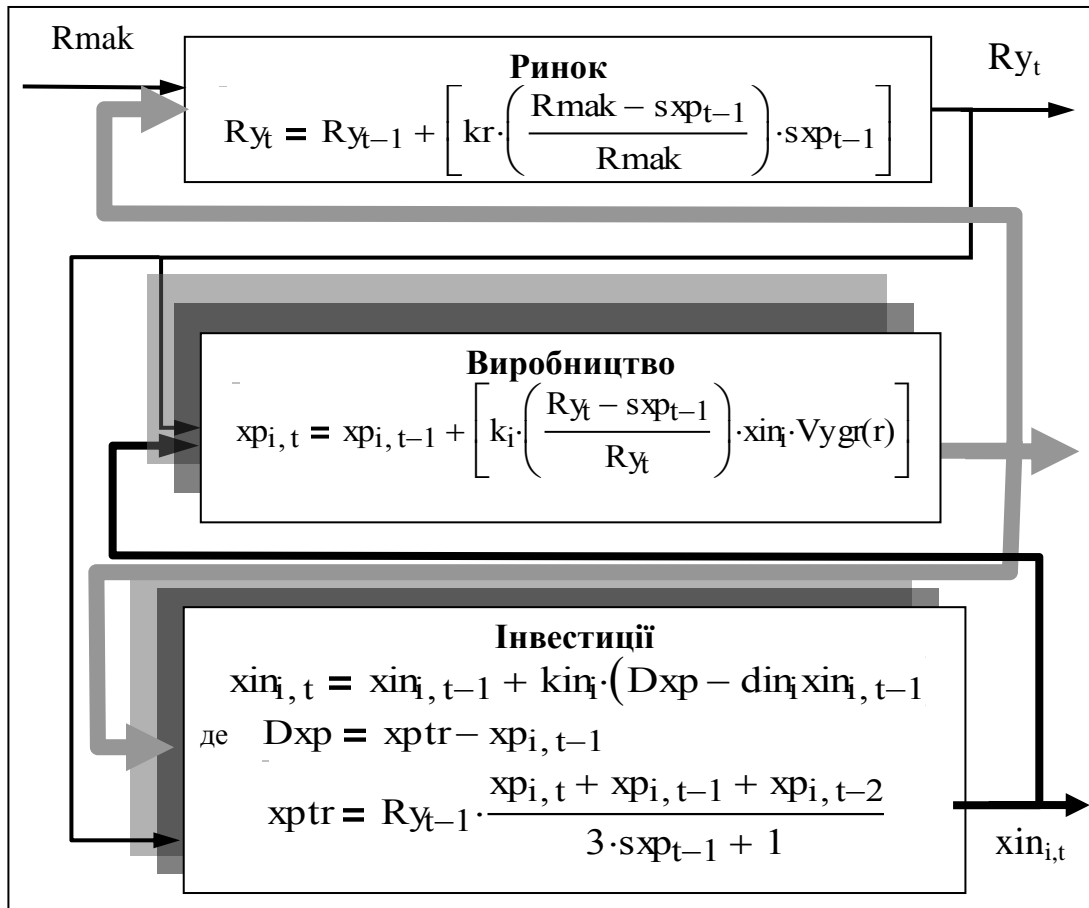 Rmak
Ринок
Ry_t
Ry_t = Ry_{t–1} + [kr·((Rmak – sxp_{t–1})/Rmak)·sxp_{t–1}]
Виробництво
xp_{i, t} = xp_{i, t–1} + [k_i·((Ry_t – sxp_{t–1})/Ry_t)·xin_i·Vygr(r)]
Інвестиції
xin_{i, t} = xin_{i, t–1} + kin_i·(Dxp – din_i xin_{i, t–1}
де Dxp = xptr – xp_{i, t–1}
xptr = Ry_{t–1}·(xp_{i, t} + xp_{i, t–1} + xp_{i, t–2})/(3·sxp_{t–1} + 1)
xin_{i,t}